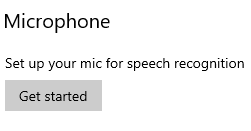 Microphone
Set up your mic for speech recognition
Get started